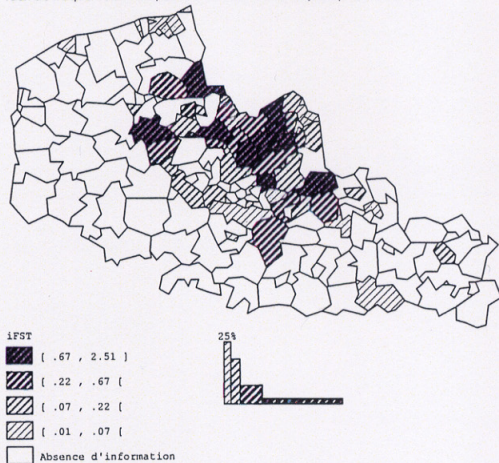 iFST
25%
[ .67 , 2.51 ]
[ .22 , .67 [
[ .07 , .22 [
[ .01 , .07 [
Absence d'information